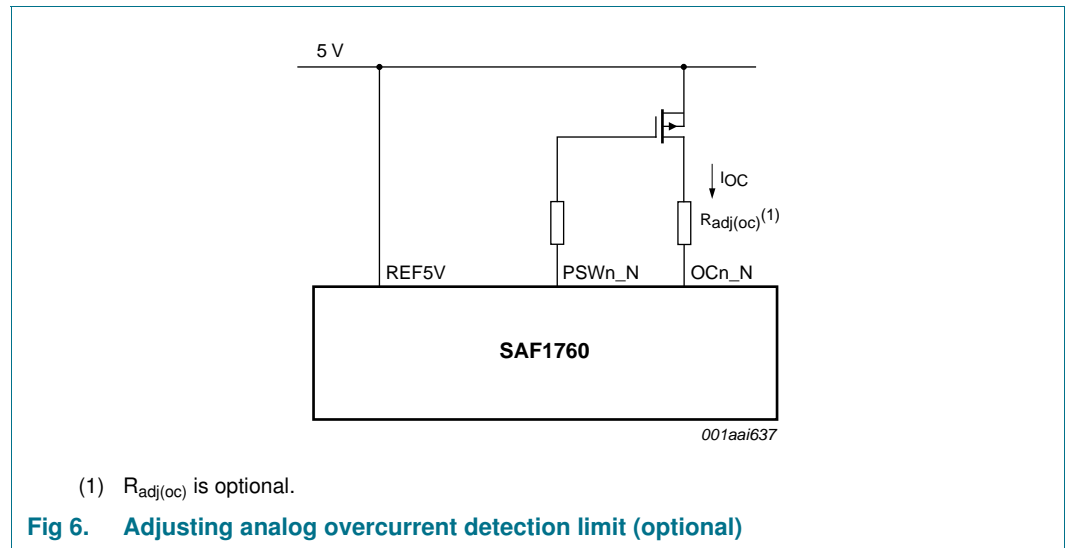 5 V
IOC
Radj(oc)(1)
REF5V PSWn_N OCn_N
SAF1760
001aai637
(1) Radj(oc) is optional.
Fig 6. Adjusting analog overcurrent detection limit (optional)